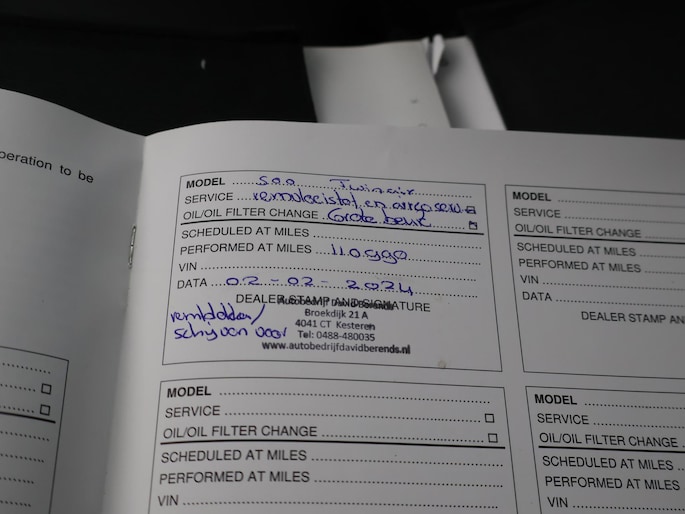 peration to be
MODEL 500 Twinair
SERVICE remvloeistof, en airco serv.
OIL/OIL FILTER CHANGE Grote beurt
SCHEDULED AT MILES
PERFORMED AT MILES 110.990
VIN
DATA 02-02-2024
DEALER STAMP AND SIGNATURE
Autobedrijf David Berends
Broekdijk 21 A
4041 CT Kesteren
Tel: 0488-480035
www.autobedrijfdavidberends.nl
remblokken/
schijven voor
MODEL
SERVICE
OIL/OIL FILTER CHANGE
SCHEDULED AT MILES
PERFORMED AT MILES
VIN
DATA
DEALER STAMP AN
MODEL
SERVICE
OIL/OIL FILTER CHANGE
SCHEDULED AT MILES
PERFORMED AT MILES
VIN
MODEL
SERVICE
OIL/OIL FILTER CHANGE
SCHEDULED AT MILES
PERFORMED AT MILES
VIN